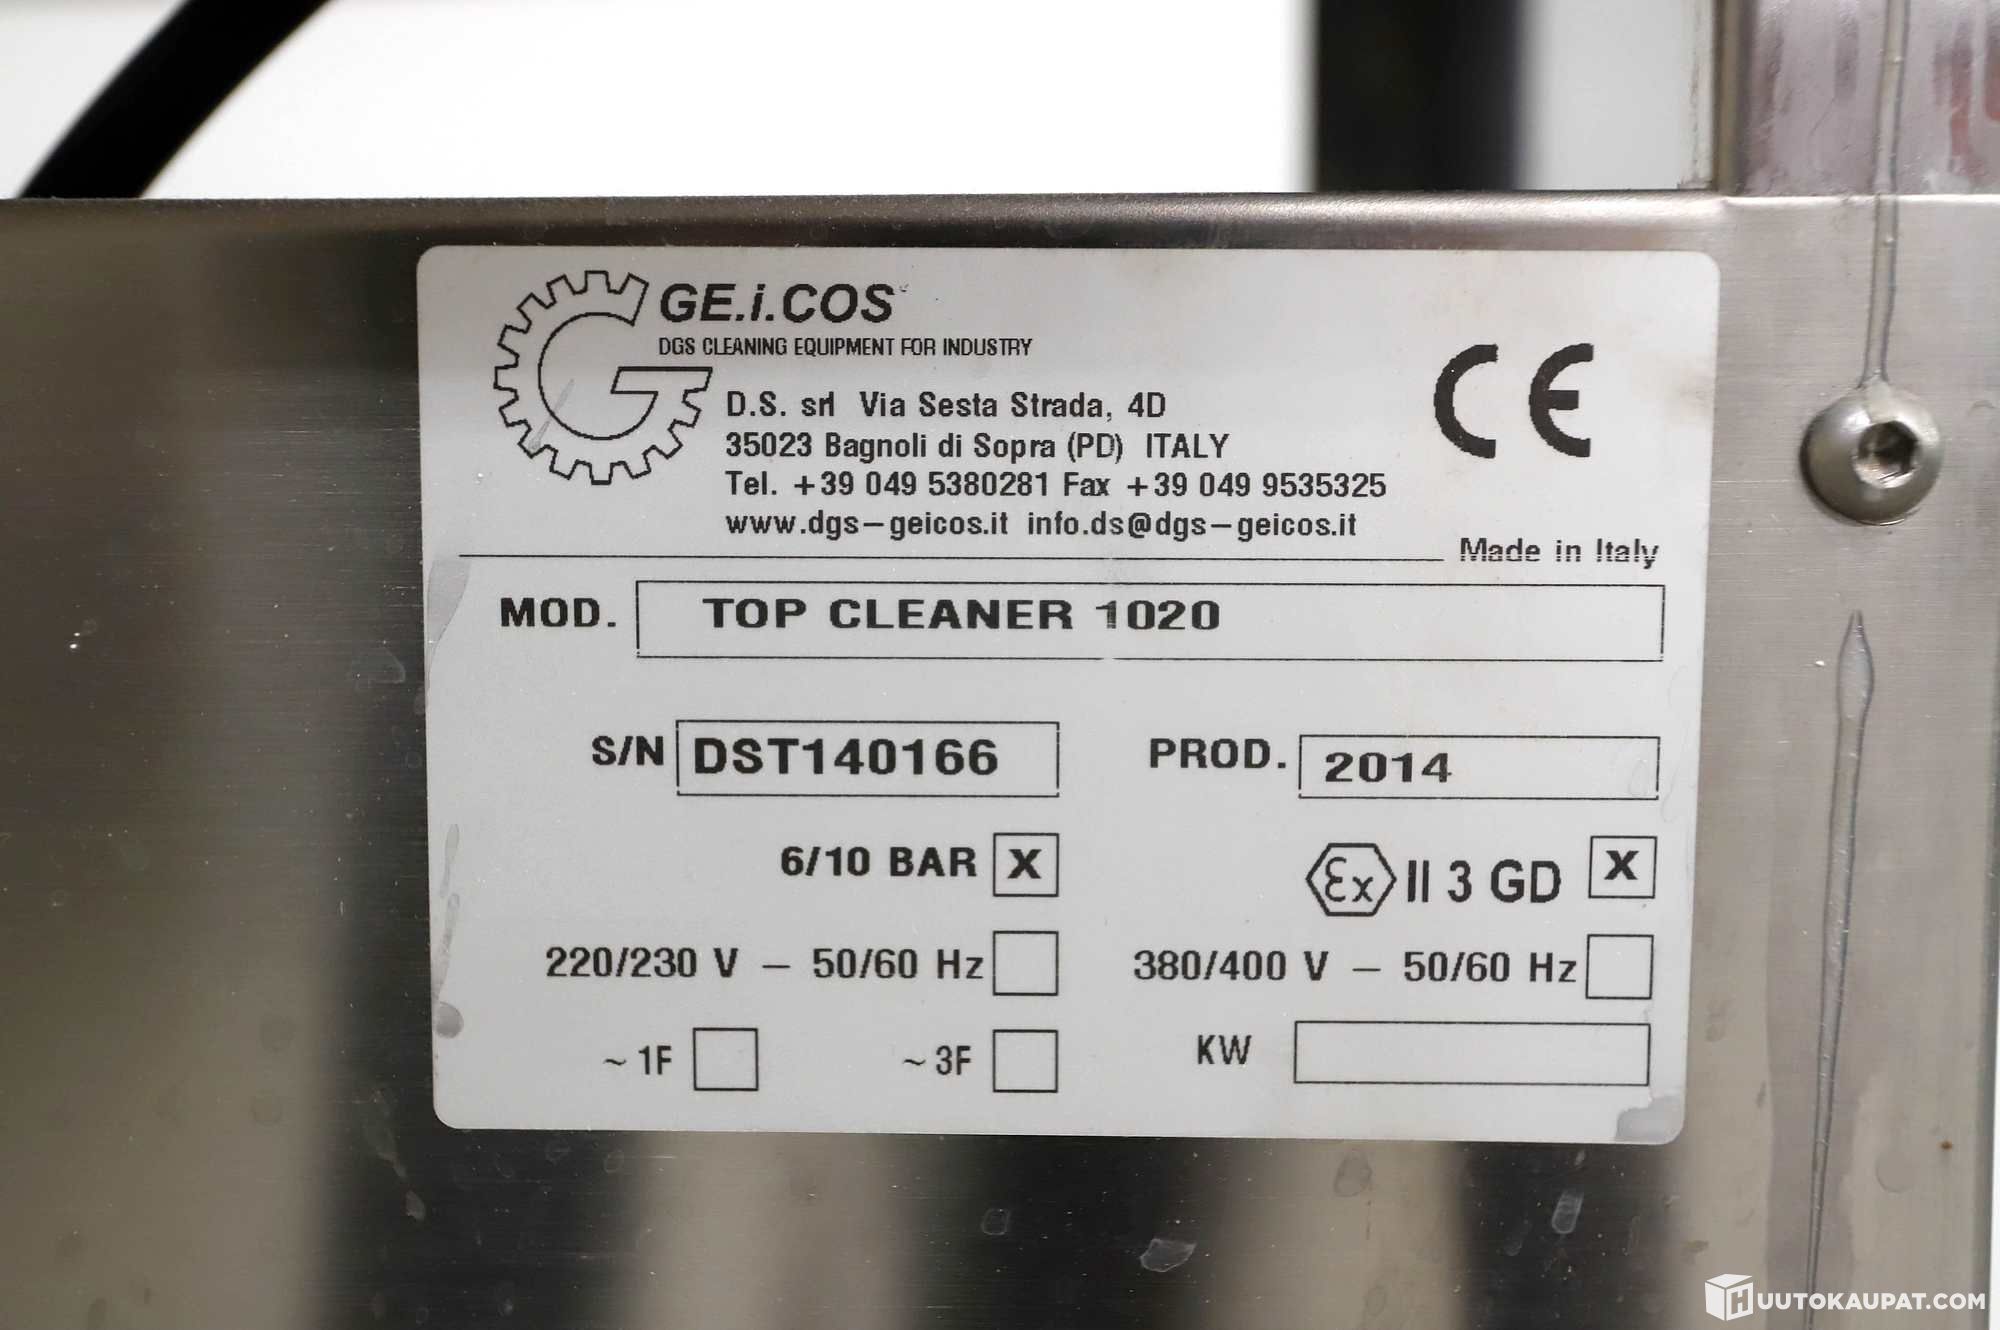 GE.i.COS
DGS CLEANING EQUIPMENT FOR INDUSTRY
D.S. srl Via Sesta Strada, 4D
35023 Bagnoli di Sopra (PD) ITALY
Tel. +39 049 5380281 Fax +39 049 9535325
www.dgs-geicos.it info.ds@dgs-geicos.it
CE
Made in Italy
MOD. TOP CLEANER 1020
S/N DST140166 PROD. 2014
6/10 BAR X Ex II 3 GD X
220/230 V – 50/60 Hz 380/400 V – 50/60 Hz
~ 1F ~ 3F KW
HUUTOKAUPAT.COM